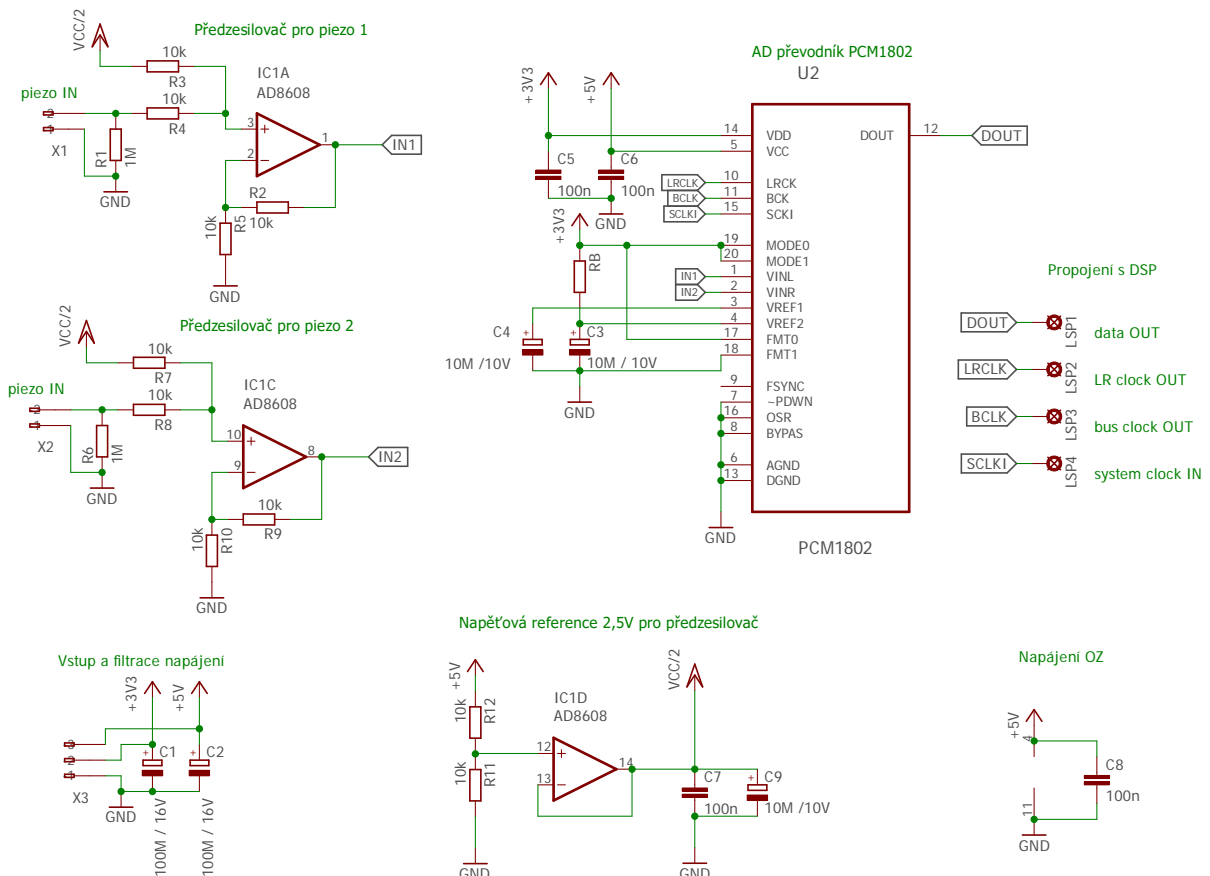 Předzesilovač pro piezo 1
VCC/2
10k
R3
piezo IN
10k
R4
2
1
X1
R1
1M
GND
IC1A
AD8608
3
2
1
IN1
R2
10k
10k
R5
GND
Předzesilovač pro piezo 2
VCC/2
10k
R7
piezo IN
10k
R8
2
1
X2
R6
1M
GND
IC1C
AD8608
10
9
8
IN2
10k
R9
10k
R10
GND
AD převodník PCM1802
U2
+3V3
+5V
C5
100n
C6
100n
GND
14
VDD
5
VCC
LRCLK
10
LRCK
BCLK
11
BCK
SCLKI
15
SCKI
+3V3
19
MODE0
20
MODE1
RB
IN1
1
VINL
IN2
2
VINR
3
VREF1
4
VREF2
17
FMT0
18
FMT1
C4
10M /10V
C3
10M / 10V
GND
9
FSYNC
7
~PDWN
16
OSR
8
BYPAS
6
AGND
13
DGND
GND
DOUT
12
DOUT
PCM1802
Propojení s DSP
DOUT
LSP1
data OUT
LRCLK
LSP2
LR clock OUT
BCLK
LSP3
bus clock OUT
SCLKI
LSP4
system clock IN
Vstup a filtrace napájení
+3V3
+5V
3
2
1
X3
C1
C2
GND
100M / 16V
100M / 16V
Napěťová reference 2,5V pro předzesilovač
+5V
10k
R12
10k
R11
GND
IC1D
AD8608
12
13
14
VCC/2
C7
100n
C9
10M /10V
GND
Napájení OZ
+5V
4
11
C8
100n
GND